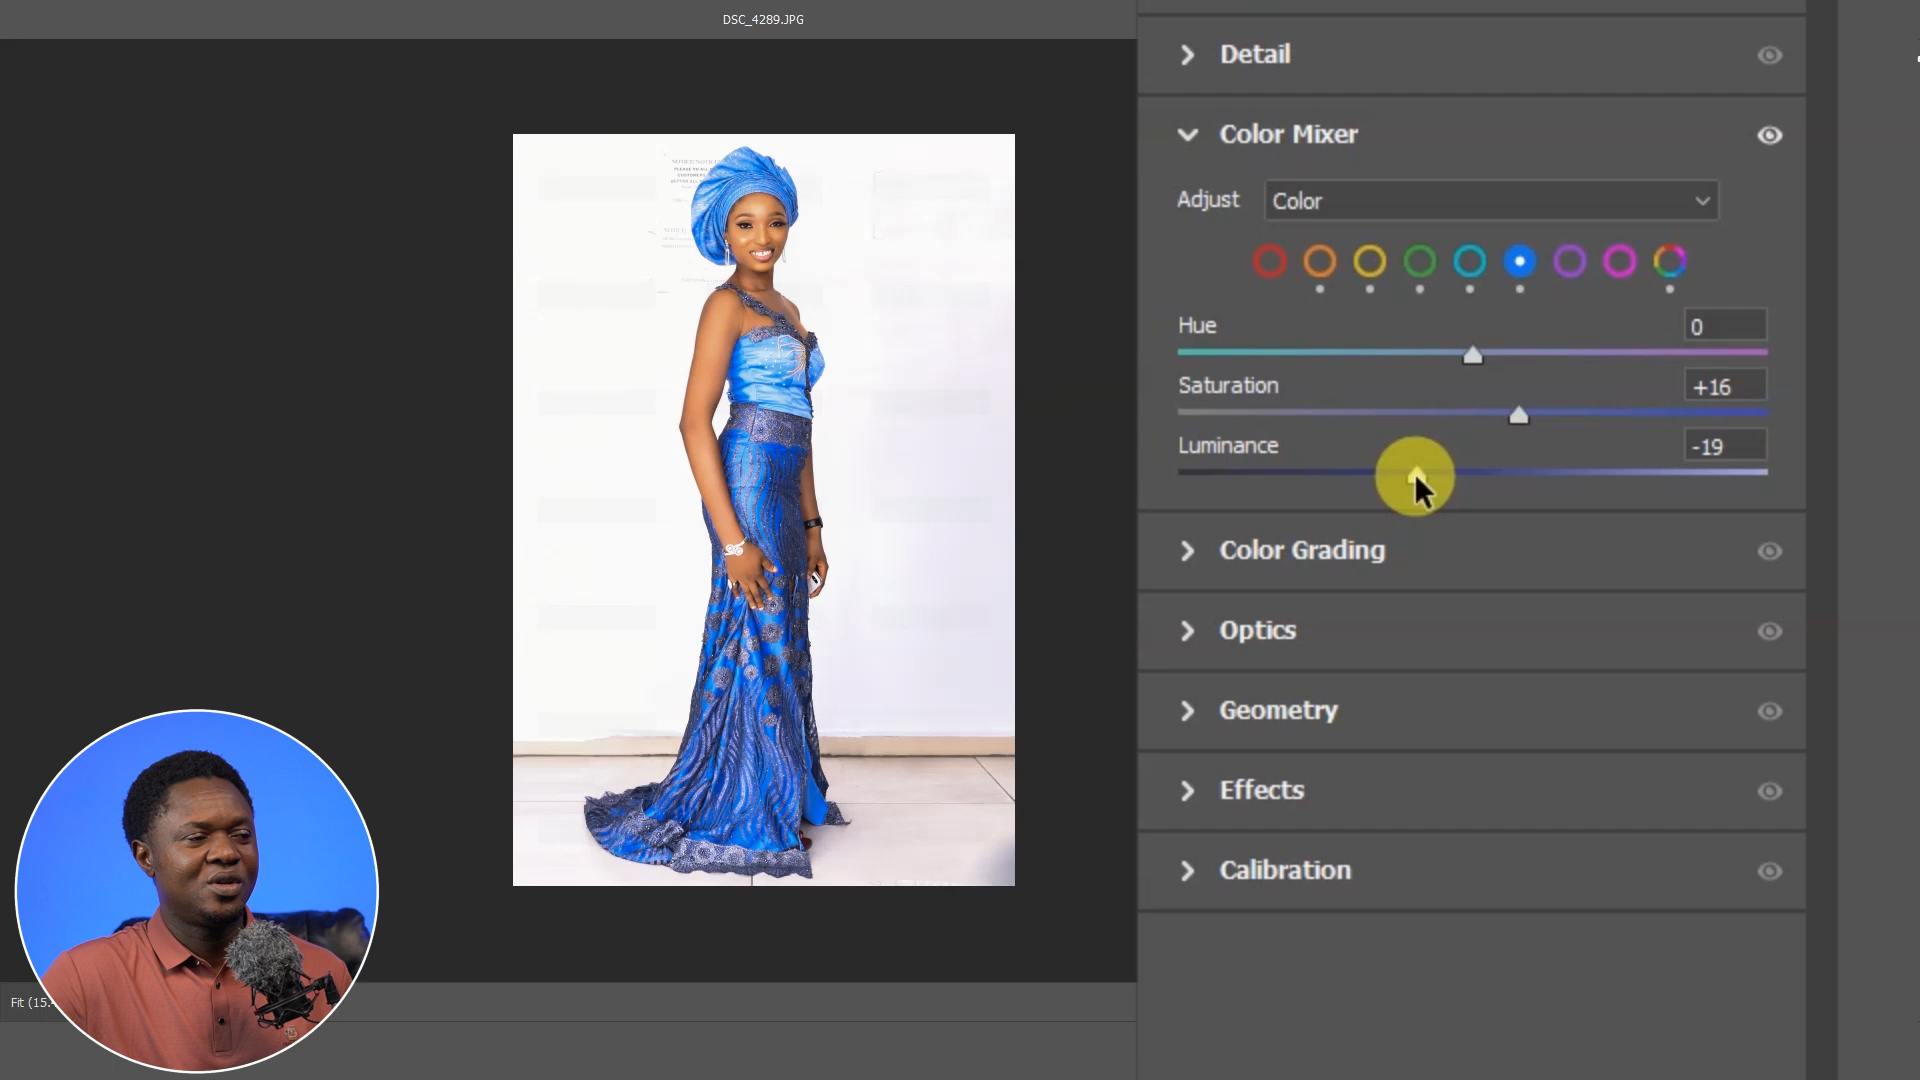 DSC_4289.JPG
Detail
Color Mixer
Adjust
Color
Hue
0
Saturation
+16
Luminance
-19
Color Grading
Optics
Geometry
Effects
Calibration
Fit (15.